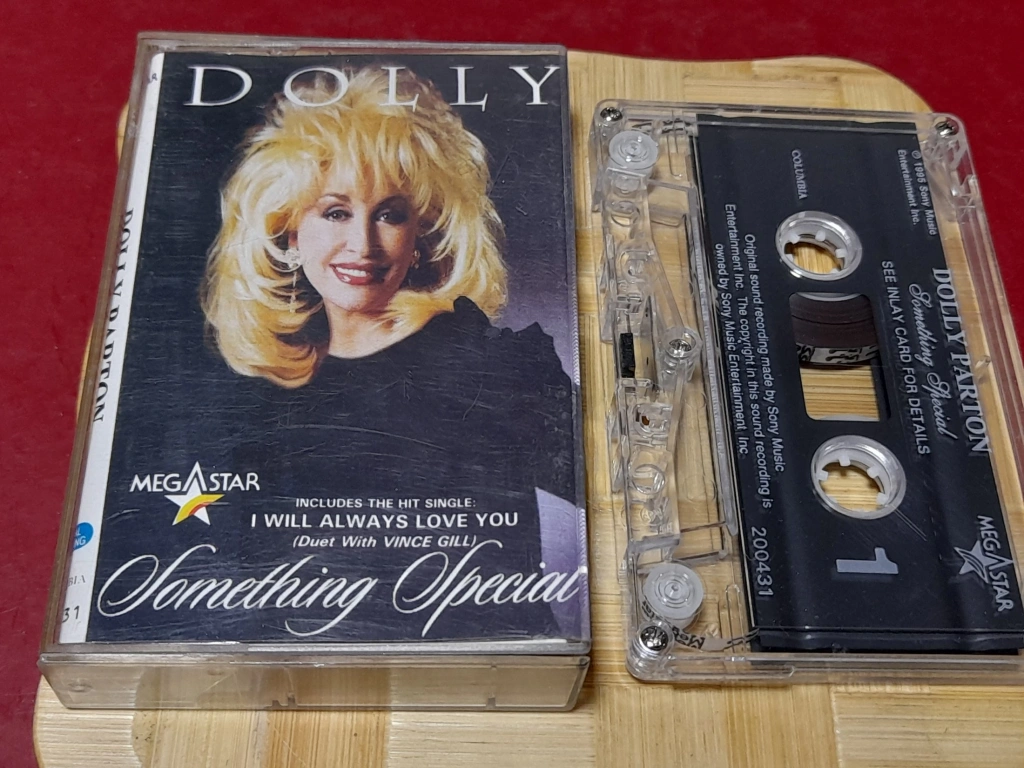 DOLLY
DOLLY PARTON
MEGASTAR
INCLUDES THE HIT SINGLE:
I WILL ALWAYS LOVE YOU
(Duet With VINCE GILL)
Something Special
31
DOLLY PARTON
Something Special
SEE INLAY CARD FOR DETAILS
℗ 1995 Sony Music
Entertainment Inc.
COLUMBIA
1
MEGASTAR
Original sound recording made by Sony Music
Entertainment Inc. The copyright in this sound recording is
owned by Sony Music Entertainment Inc.
200431